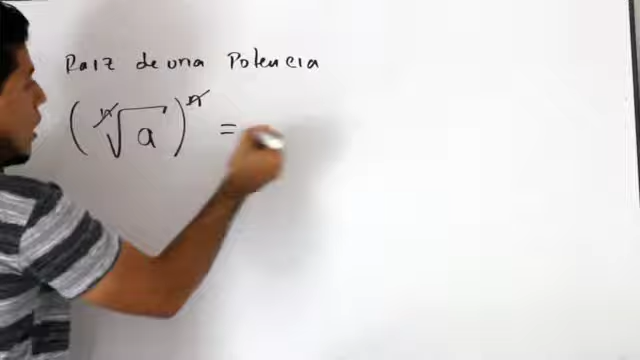 Raiz de una Potencia
(ⁿ√a)ⁿ =